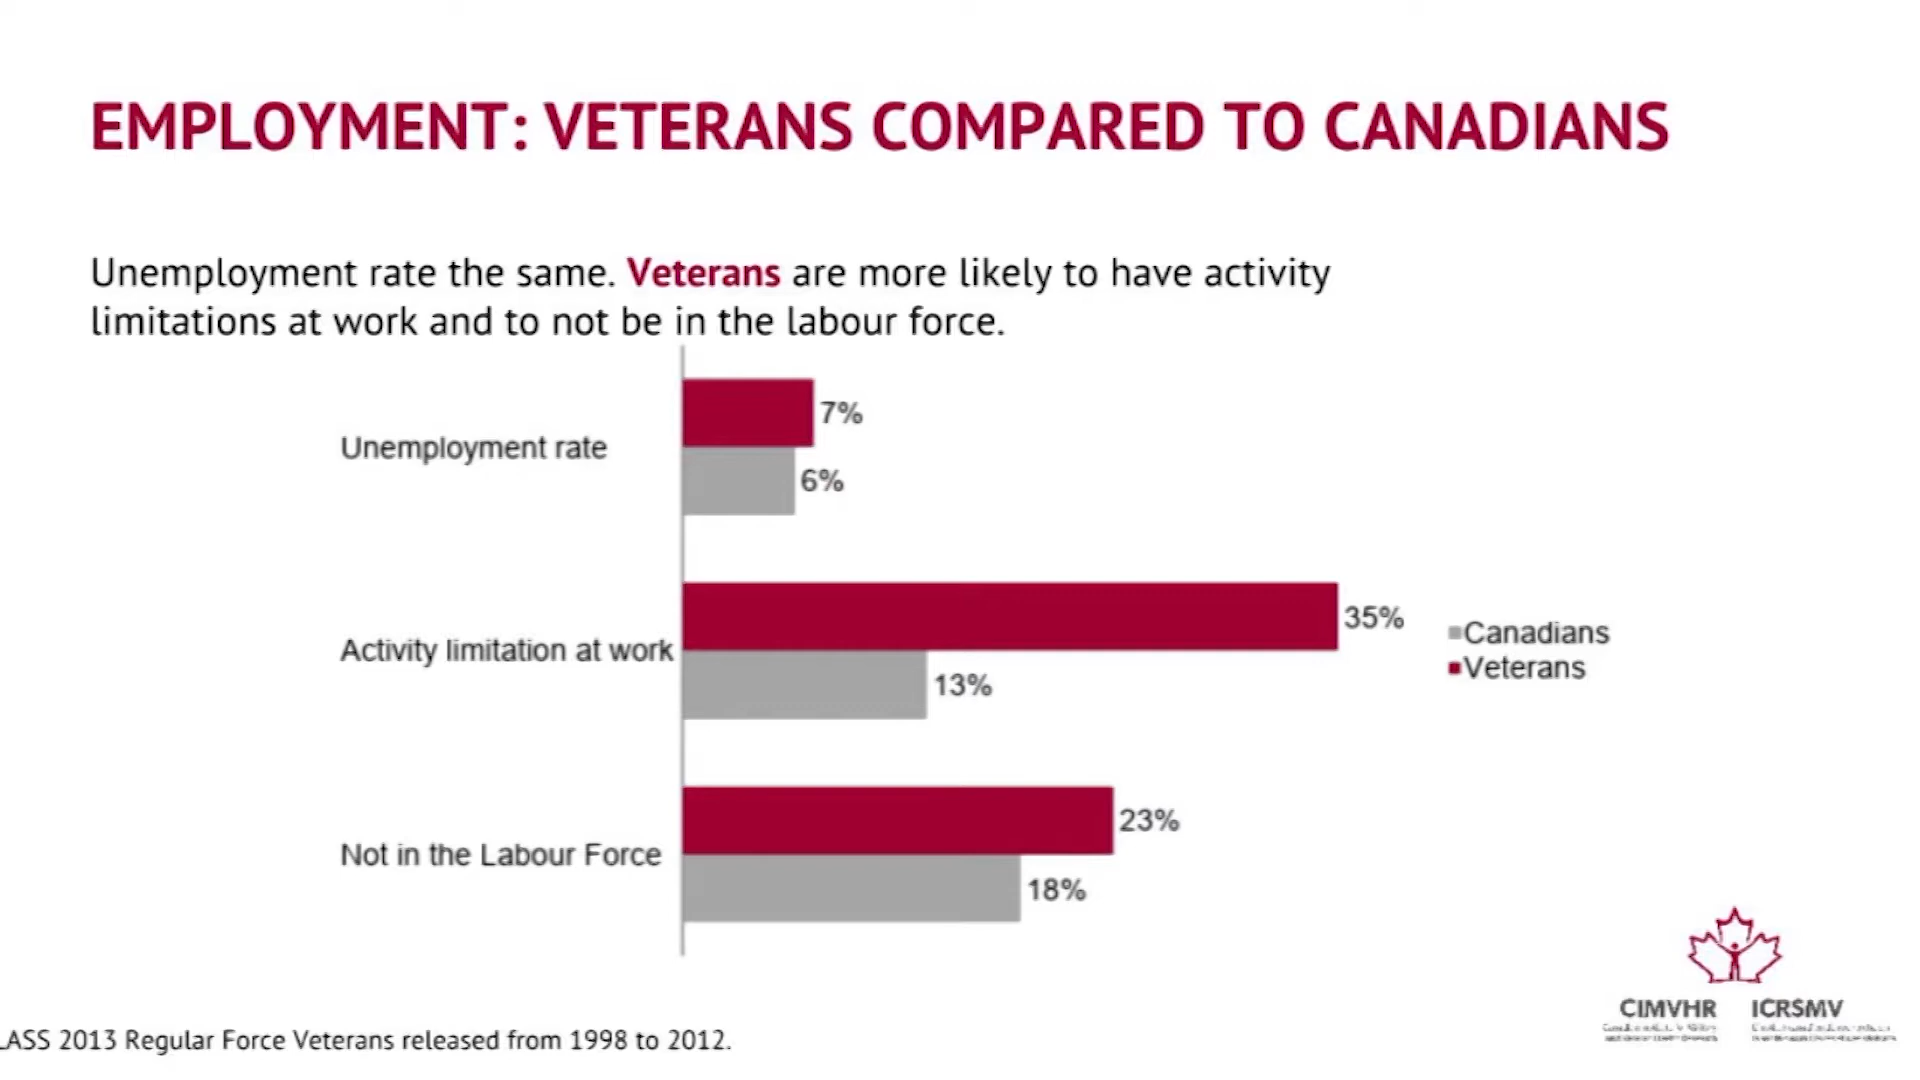 EMPLOYMENT: VETERANS COMPARED TO CANADIANS
Unemployment rate the same. Veterans are more likely to have activity
limitations at work and to not be in the labour force.
Unemployment rate
7%
6%
Activity limitation at work
35%
13%
Not in the Labour Force
23%
18%
Canadians
Veterans
CIMVHR ICRSMV
LASS 2013 Regular Force Veterans released from 1998 to 2012.